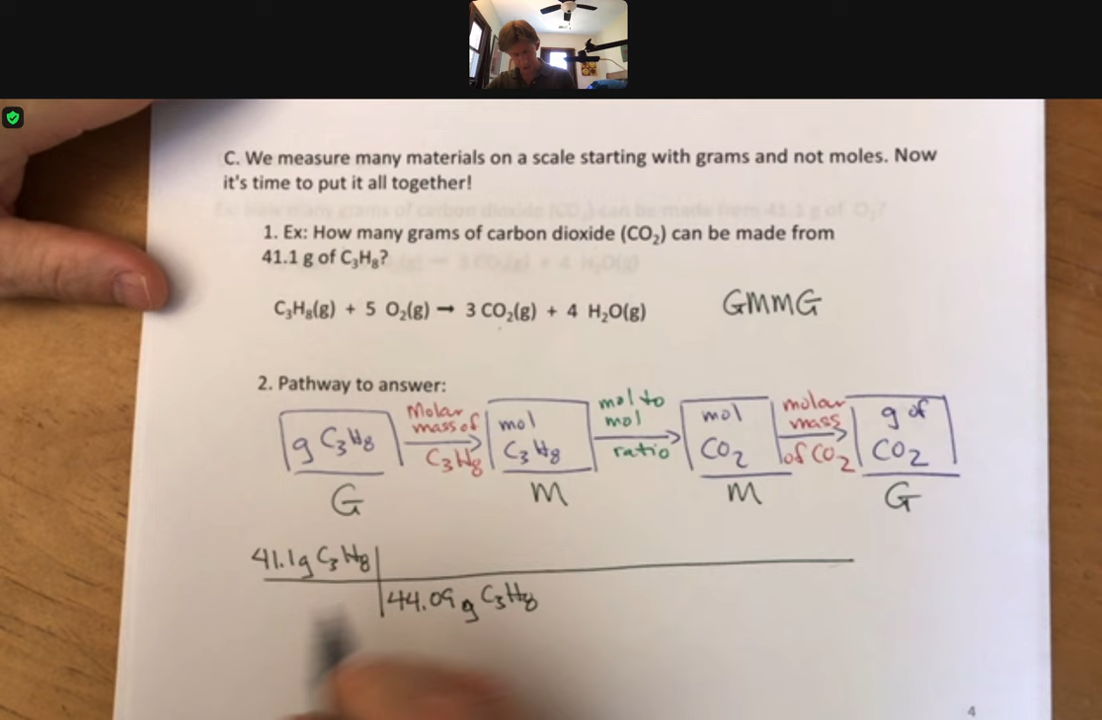 C. We measure many materials on a scale starting with grams and not moles. Now
it's time to put it all together!
1. Ex: How many grams of carbon dioxide (CO₂) can be made from
41.1 g of C₃H₈?
C₃H₈(g) + 5 O₂(g) → 3 CO₂(g) + 4 H₂O(g)
GMMG
2. Pathway to answer:
g C₃H₈
Molar
mass of
C₃H₈
mol
C₃H₈
mol to
mol
ratio
mol
CO₂
molar
mass
of CO₂
g of
CO₂
G
M
M
G
41.1g C₃H₈
44.09 g C₃H₈
4